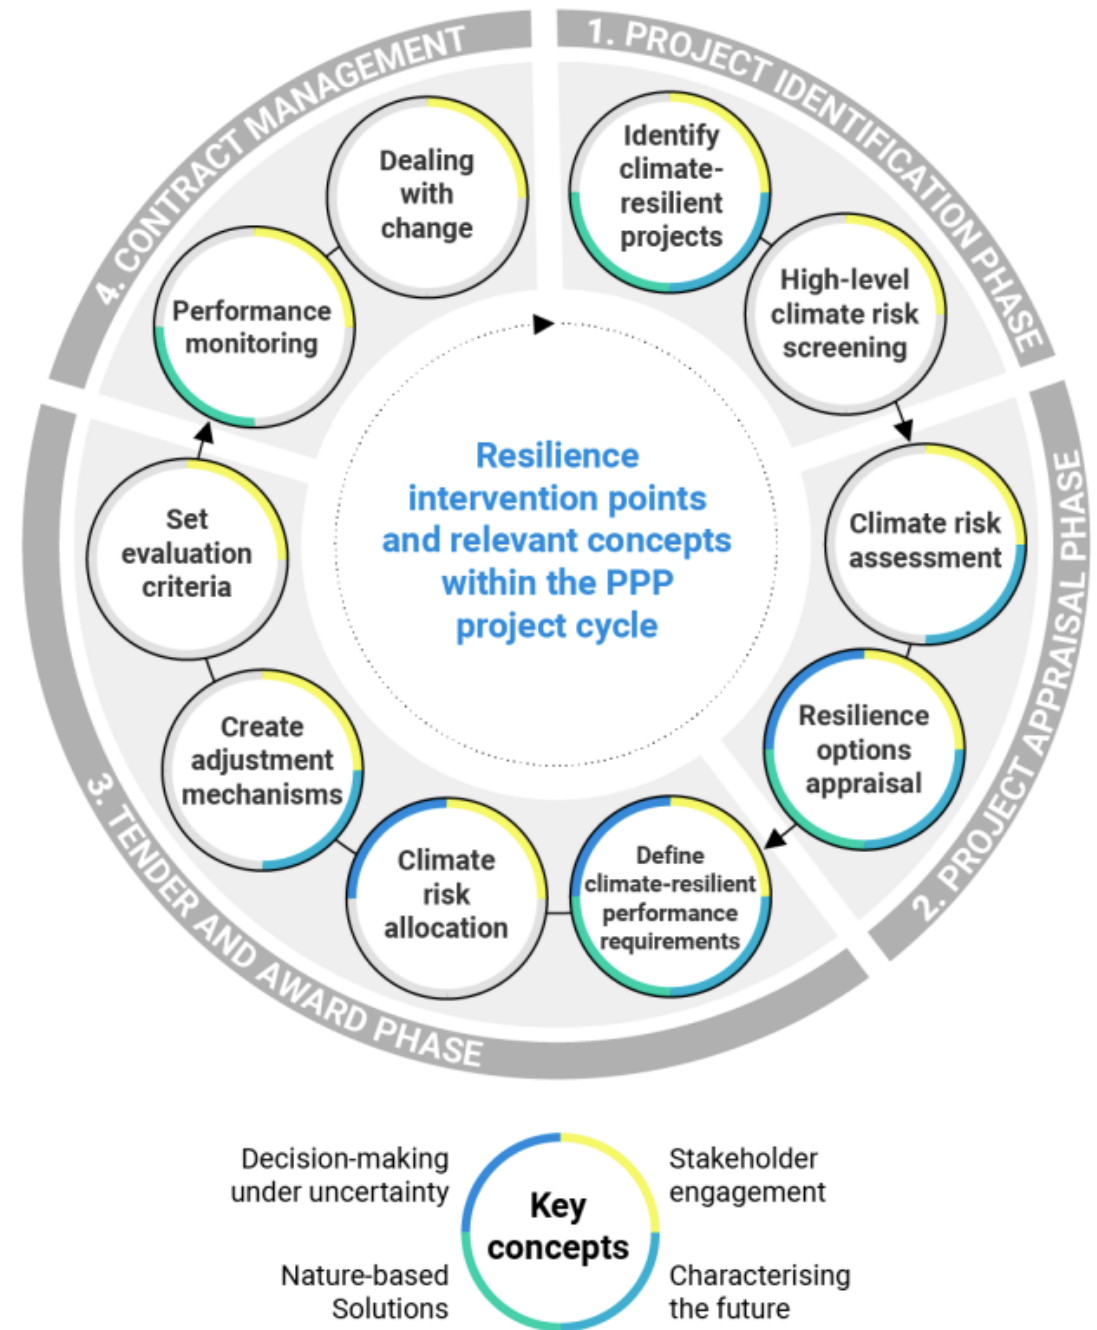 1. PROJECT IDENTIFICATION PHASE
Identify
climate-
resilient
projects
High-level
climate risk
screening
2. PROJECT APPRAISAL PHASE
Climate risk
assessment
Resilience
options
appraisal
3. TENDER AND AWARD PHASE
Define
climate-resilient
performance
requirements
Climate
risk
allocation
Create
adjustment
mechanisms
Set
evaluation
criteria
4. CONTRACT MANAGEMENT
Performance
monitoring
Dealing
with
change
Resilience
intervention points
and relevant concepts
within the PPP
project cycle
Decision-making
under uncertainty
Stakeholder
engagement
Key
concepts
Nature-based
Solutions
Characterising
the future